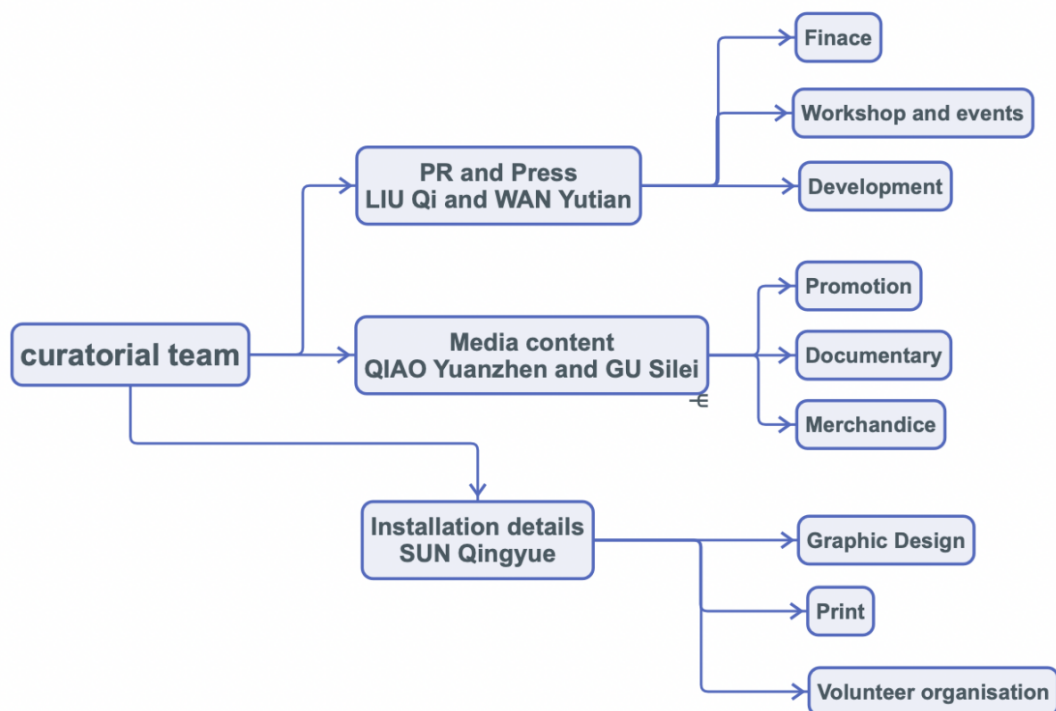 Finace
Workshop and events
PR and Press
LIU Qi and WAN Yutian
Development
Promotion
curatorial team
Media content
QIAO Yuanzhen and GU Silei
Documentary
Merchandice
Installation details
SUN Qingyue
Graphic Design
Print
Volunteer organisation